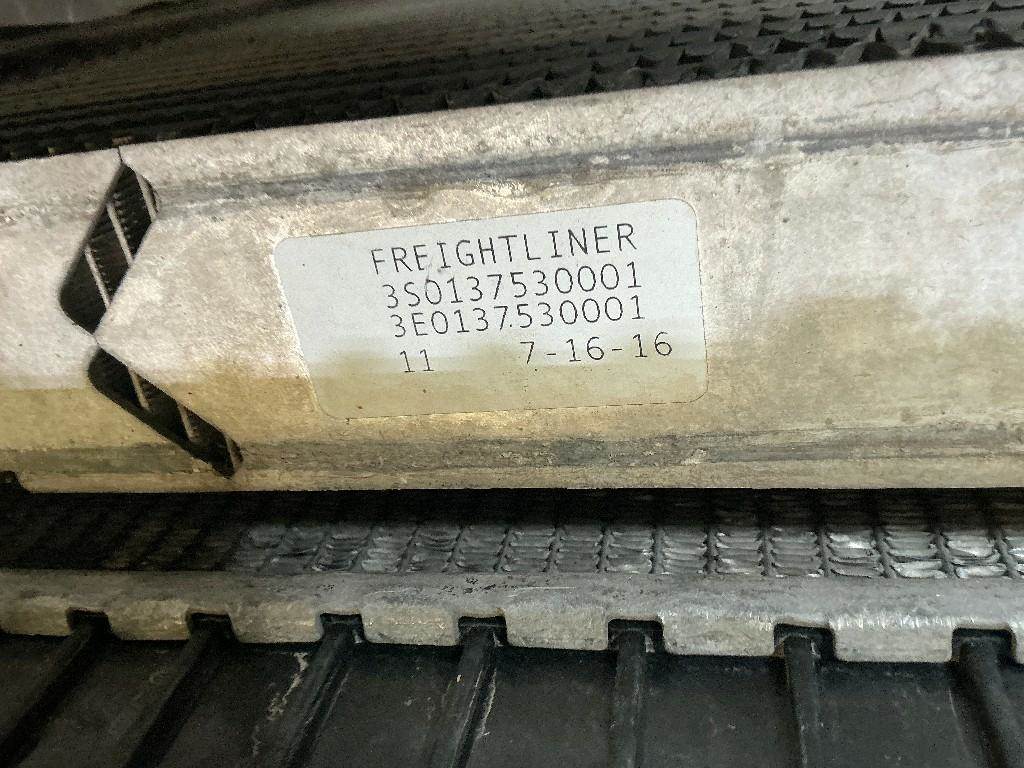 FREIGHTLINER
3S0137530001
3E0137530001
11 7-16-16